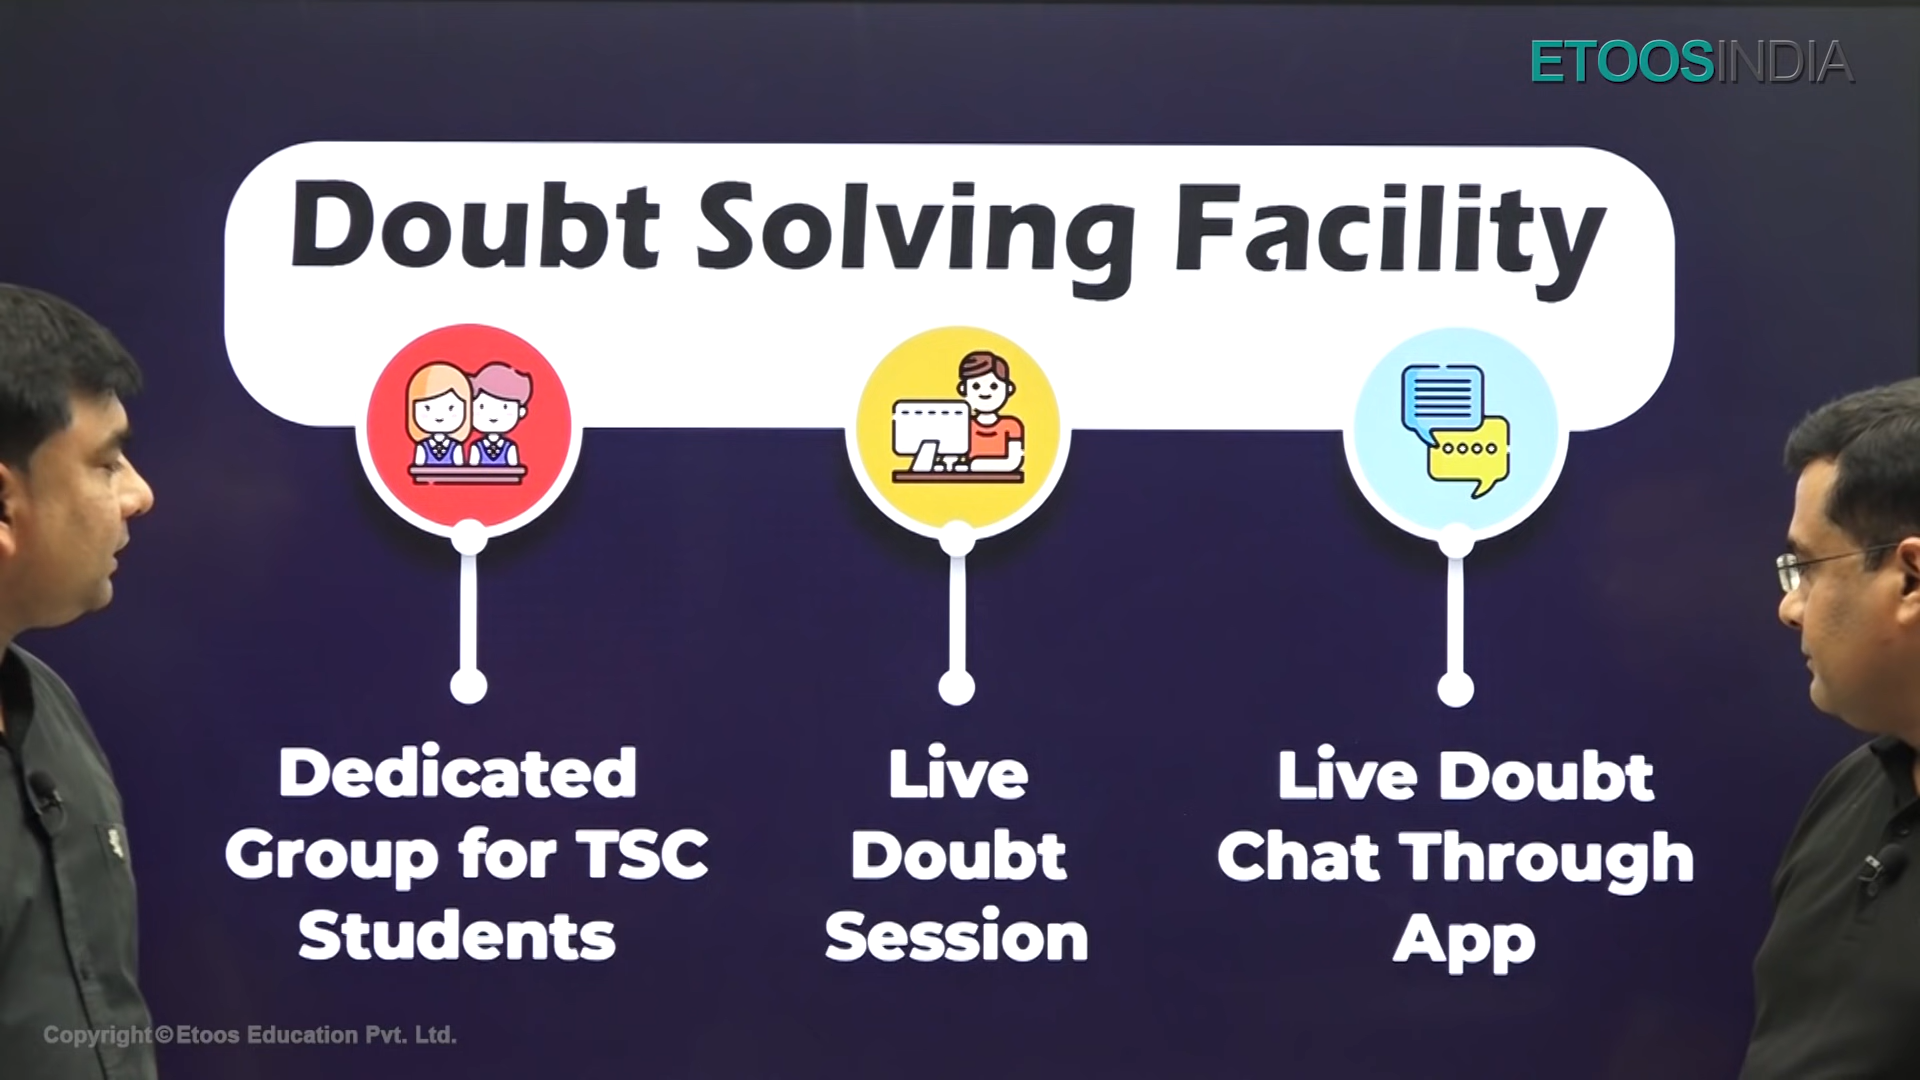 ETOOSINDIA
Doubt Solving Facility
Dedicated
Group for TSC
Students
Live
Doubt
Session
Live Doubt
Chat Through
App
Copyright © Etoos Education Pvt. Ltd.